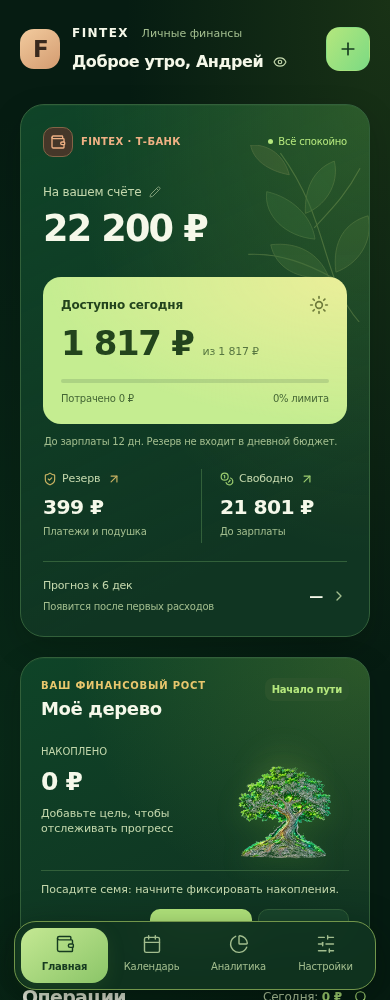 F
FINTEX Личные финансы
Доброе утро, Андрей
FINTEX · Т-БАНК
Всё спокойно
На вашем счёте
22 200 ₽
Доступно сегодня
1 817 ₽ из 1 817 ₽
Потрачено 0 ₽ 0% лимита
До зарплаты 12 дн. Резерв не входит в дневной бюджет.
Резерв Свободно
399 ₽ 21 801 ₽
Платежи и подушка До зарплаты
Прогноз к 6 дек
—
Появится после первых расходов
ВАШ ФИНАНСОВЫЙ РОСТ
Начало пути
Моё дерево
НАКОПЛЕНО
0 ₽
Добавьте цель, чтобы
отслеживать прогресс
Посадите семя: начните фиксировать накопления.
Главная Календарь Аналитика Настройки
Операции Сегодня: 0 ₽